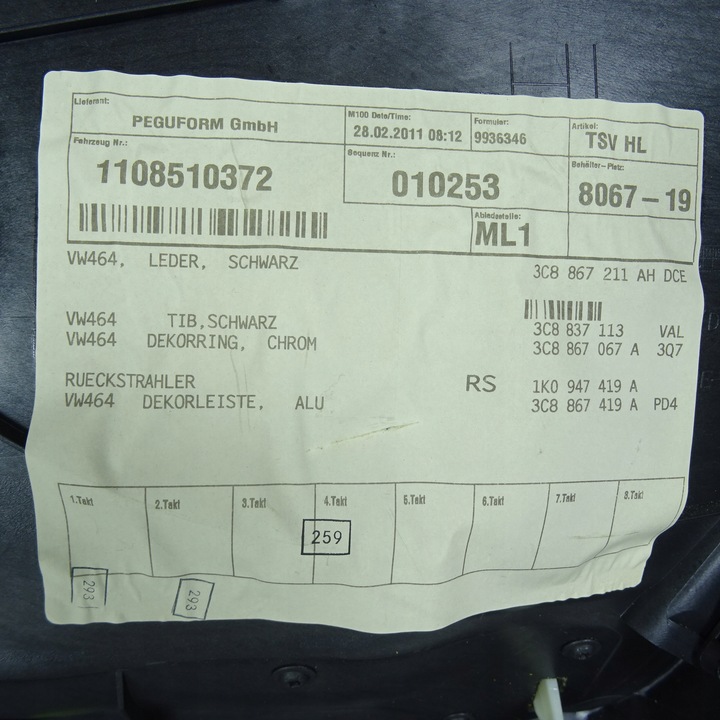 Lieferant:
PEGUFORM GmbH
M100 Date/Time:
28.02.2011 08:12
Formular:
9936346
Artikel:
TSV HL
Fahrzeug Nr.:
1108510372
Sequenz Nr.:
010253
Behälter-Platz:
8067-19
Abladestelle:
ML1
VW464, LEDER, SCHWARZ 3C8 867 211 AH DCE
VW464 TIB,SCHWARZ 3C8 837 113 VAL
VW464 DEKORRING, CHROM 3C8 867 067 A 3Q7
RUECKSTRAHLER RS 1K0 947 419 A
VW464 DEKORLEISTE, ALU 3C8 867 419 A PD4
1.Takt 2.Takt 3.Takt 4.Takt 5.Takt 6.Takt 7.Takt 8.Takt
259
293
293